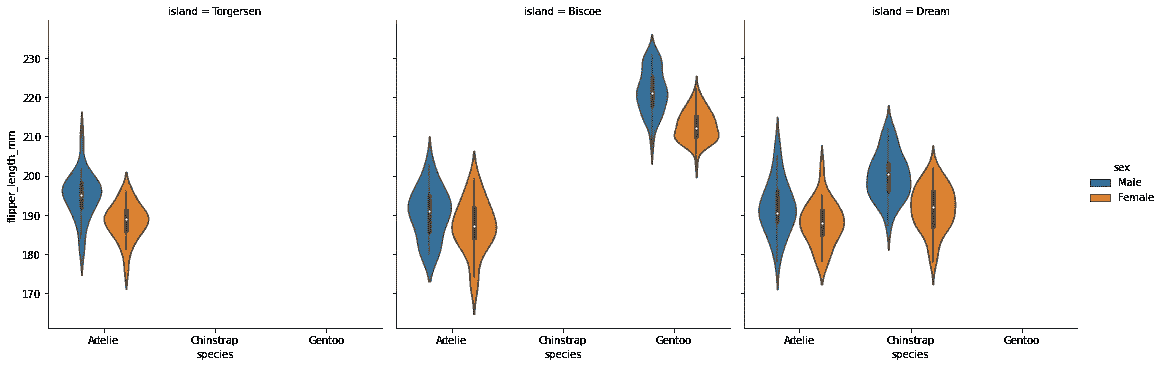 island = Torgersen
island = Biscoe
island = Dream
flipper_length_mm
230
220
210
200
190
180
170
Adelie
Chinstrap
Gentoo
species
Adelie
Chinstrap
Gentoo
species
Adelie
Chinstrap
Gentoo
species
sex
Male
Female